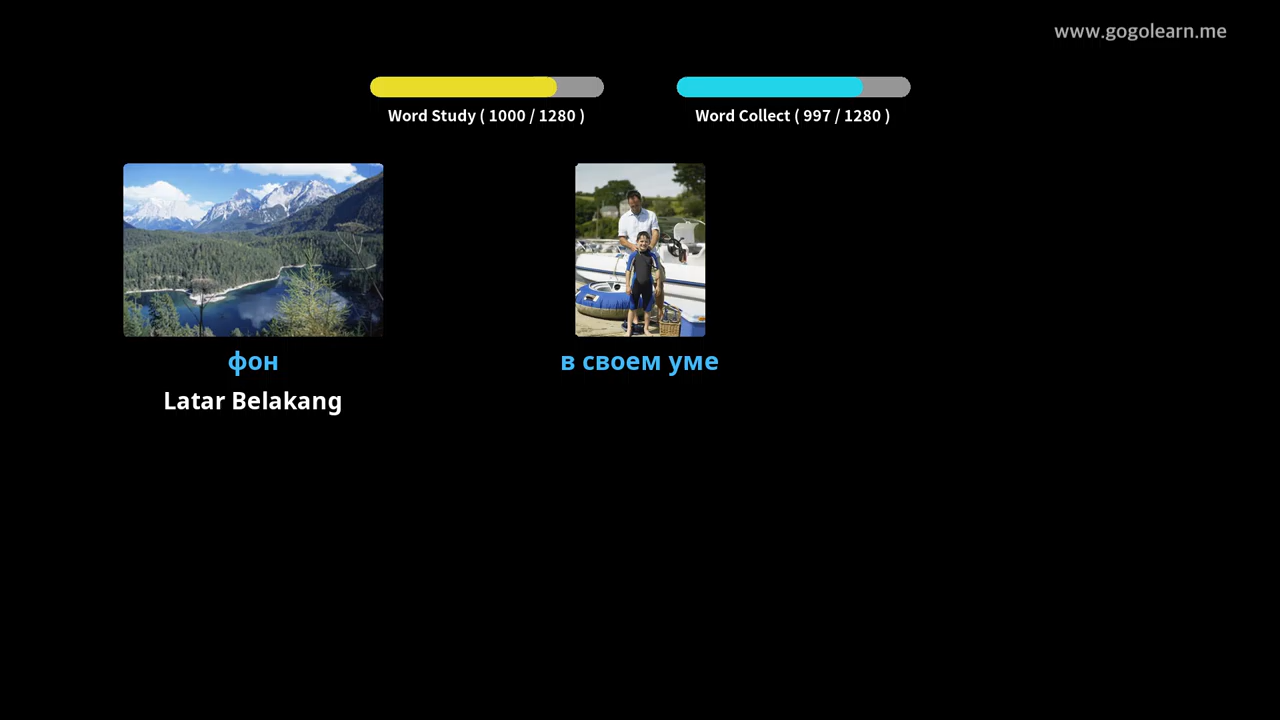 www.gogolearn.me
Word Study ( 1000 / 1280 )
Word Collect ( 997 / 1280 )
фон
Latar Belakang
в своем уме